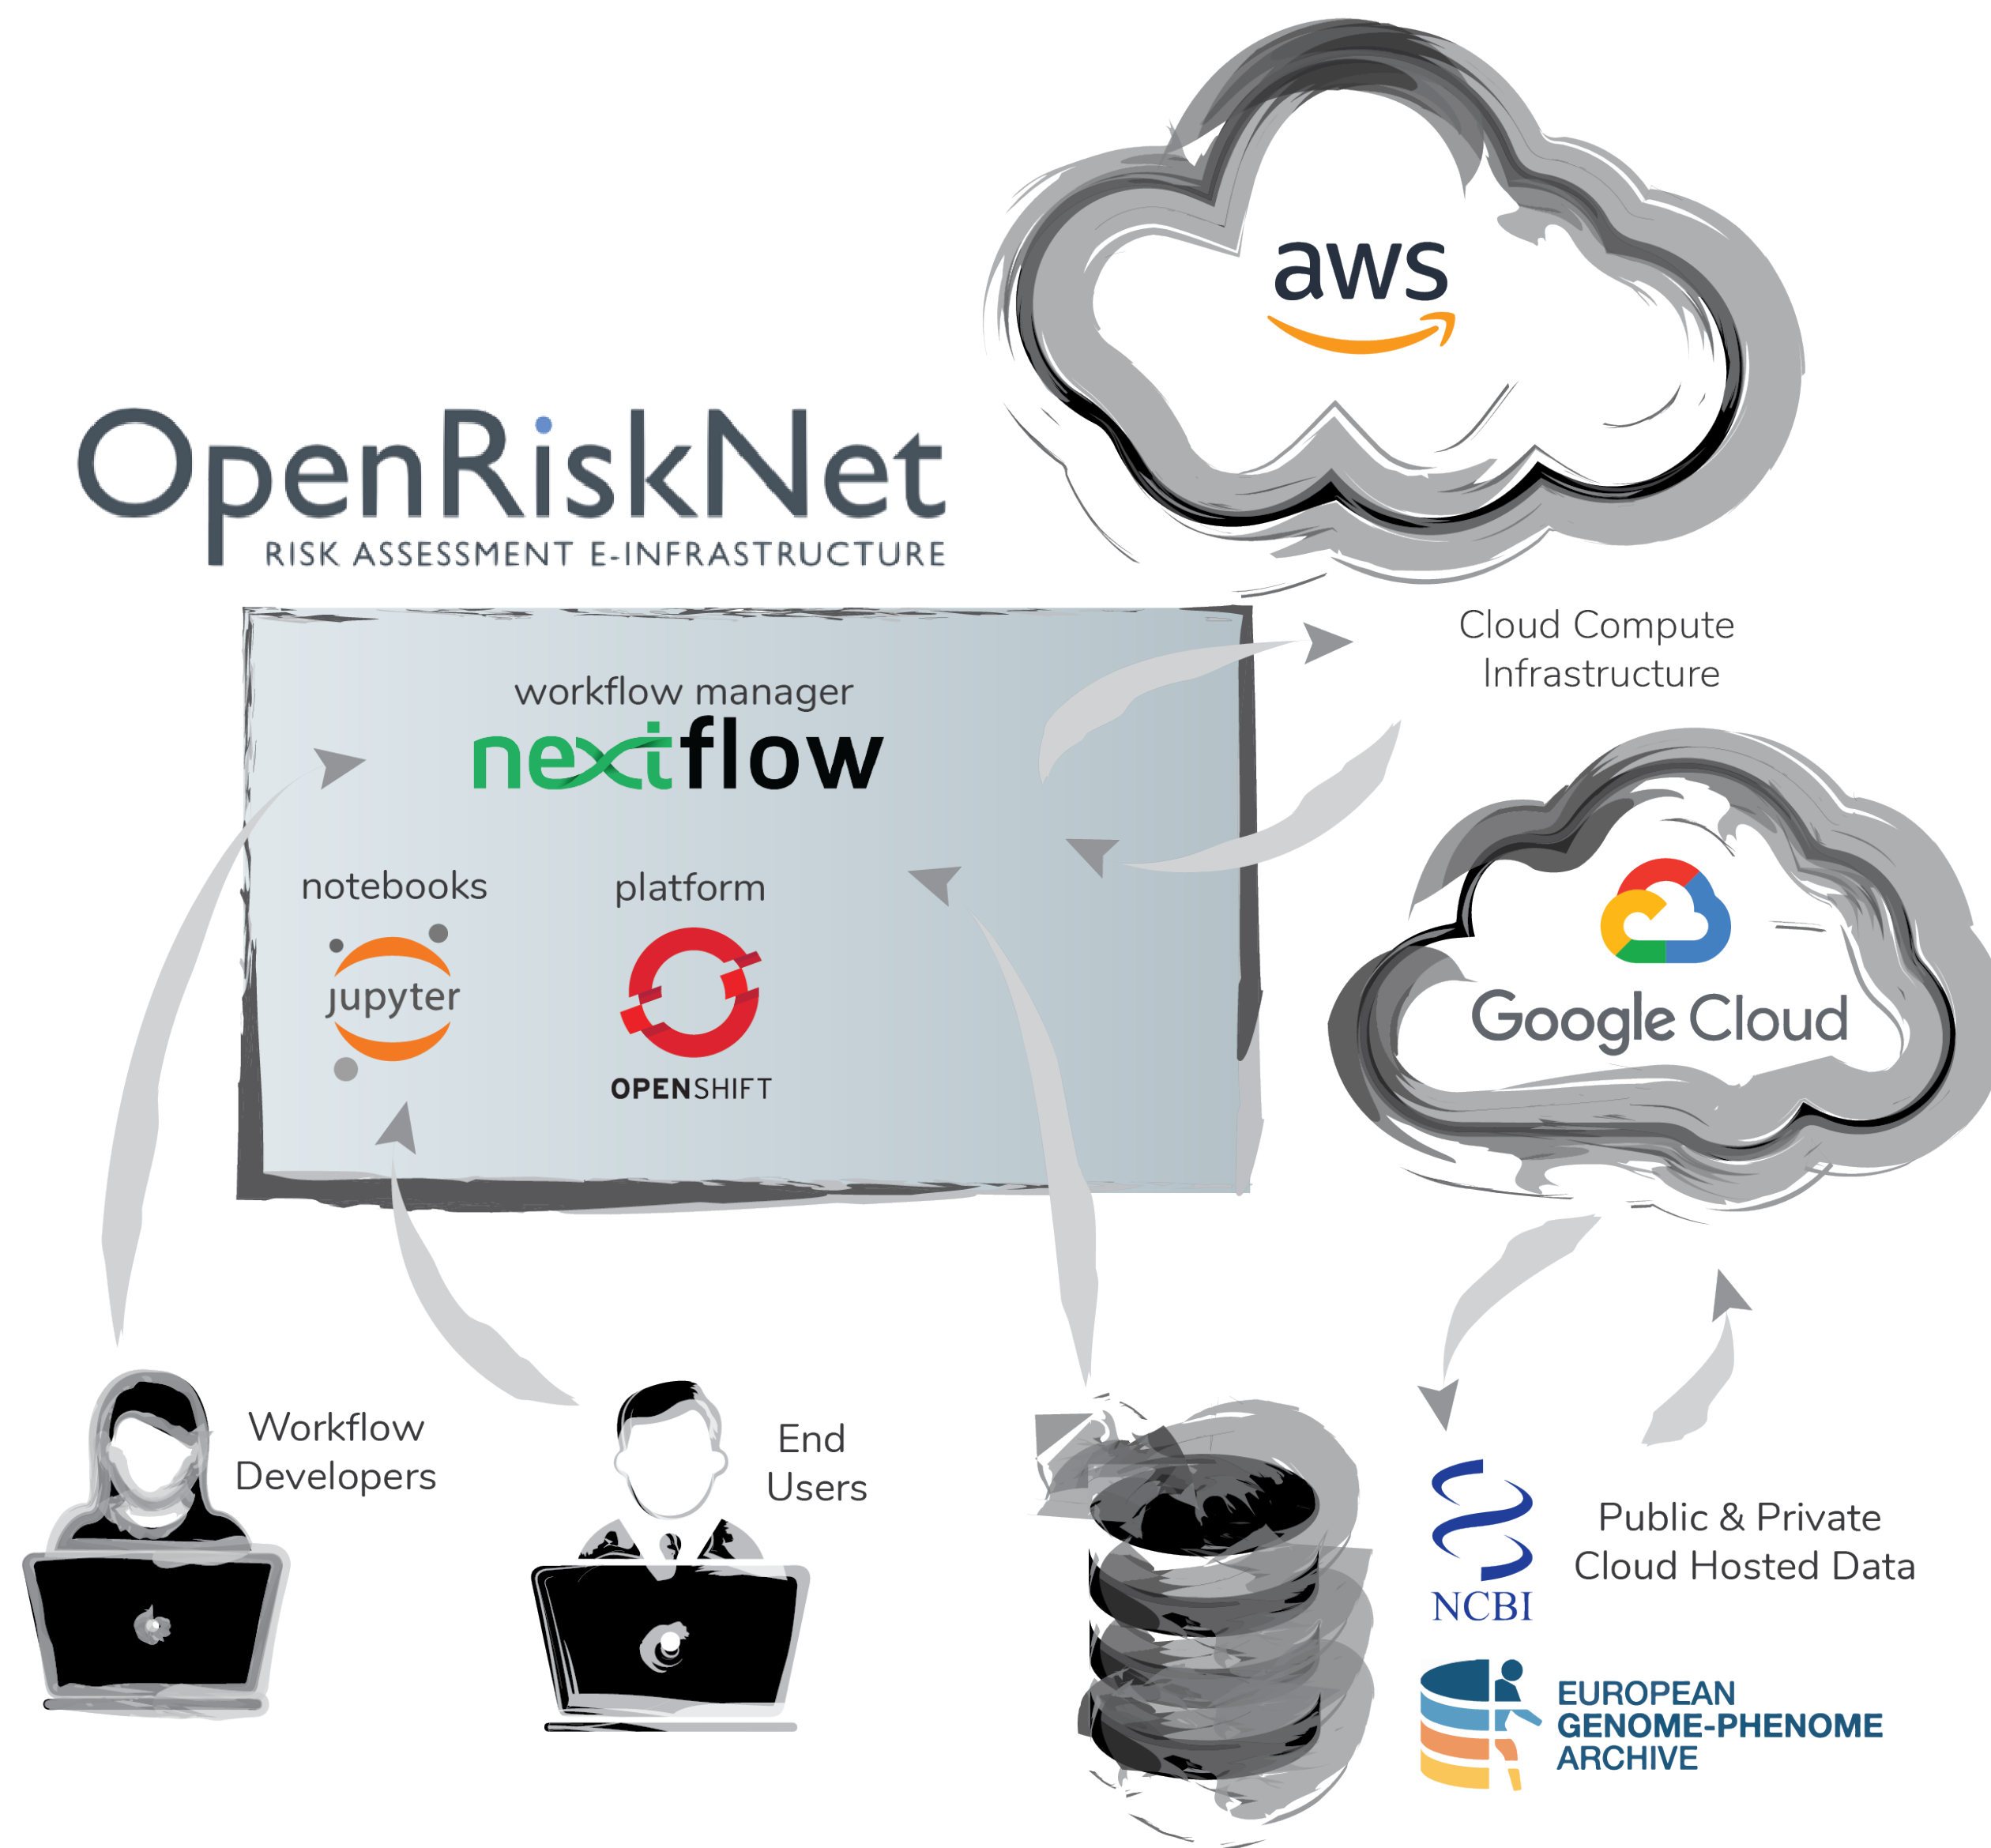 aws
OpenRiskNet
RISK ASSESSMENT E-INFRASTRUCTURE
Cloud Compute
Infrastructure
workflow manager
nextflow
notebooks
jupyter
platform
OPENSHIFT
Google Cloud
Workflow
Developers
End
Users
NCBI
Public & Private
Cloud Hosted Data
EUROPEAN
GENOME-PHENOME
ARCHIVE